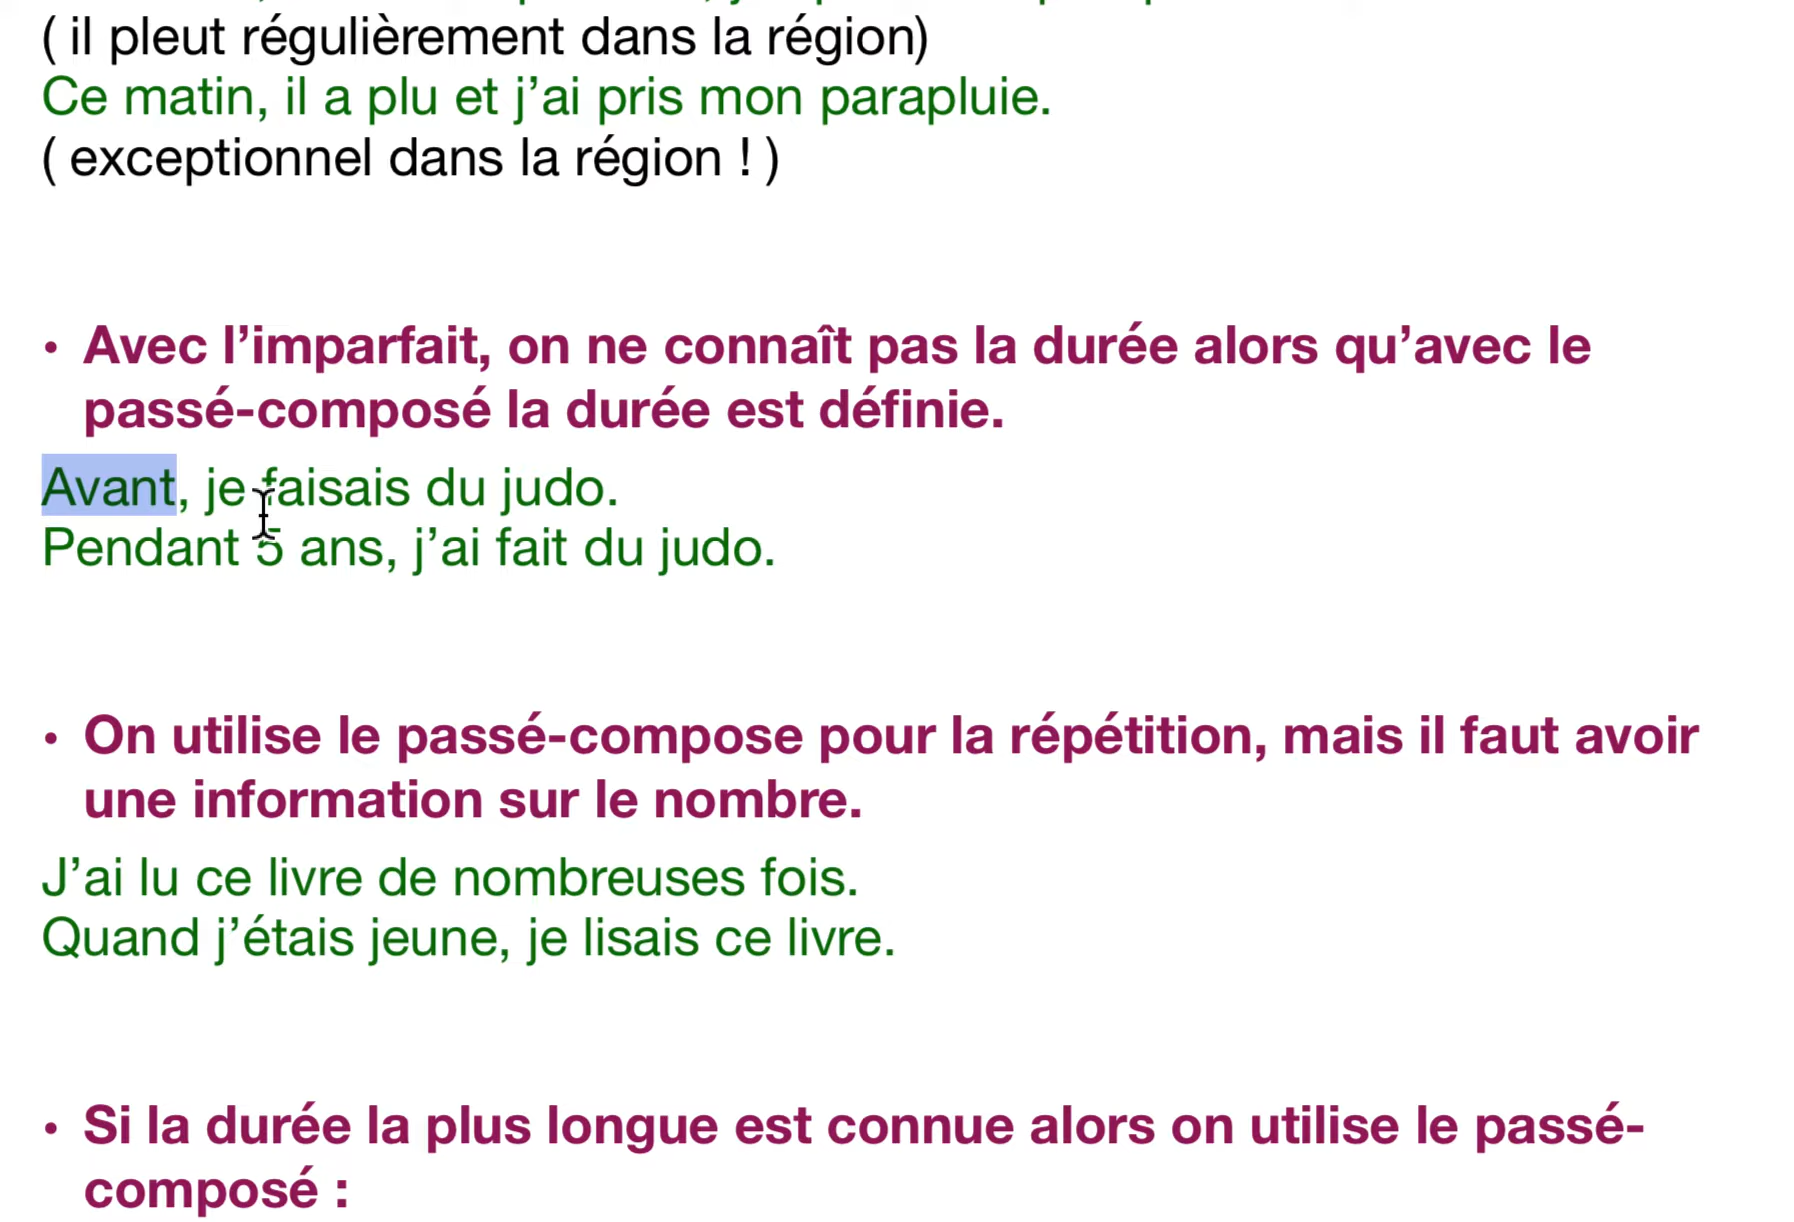 ( il pleut régulièrement dans la région)
Ce matin, il a plu et j’ai pris mon parapluie.
( exceptionnel dans la région ! )
• Avec l’imparfait, on ne connaît pas la durée alors qu’avec le
passé-composé la durée est définie.
Avant, je faisais du judo.
Pendant 5 ans, j’ai fait du judo.
• On utilise le passé-compose pour la répétition, mais il faut avoir
une information sur le nombre.
J’ai lu ce livre de nombreuses fois.
Quand j’étais jeune, je lisais ce livre.
• Si la durée la plus longue est connue alors on utilise le passé-
composé :